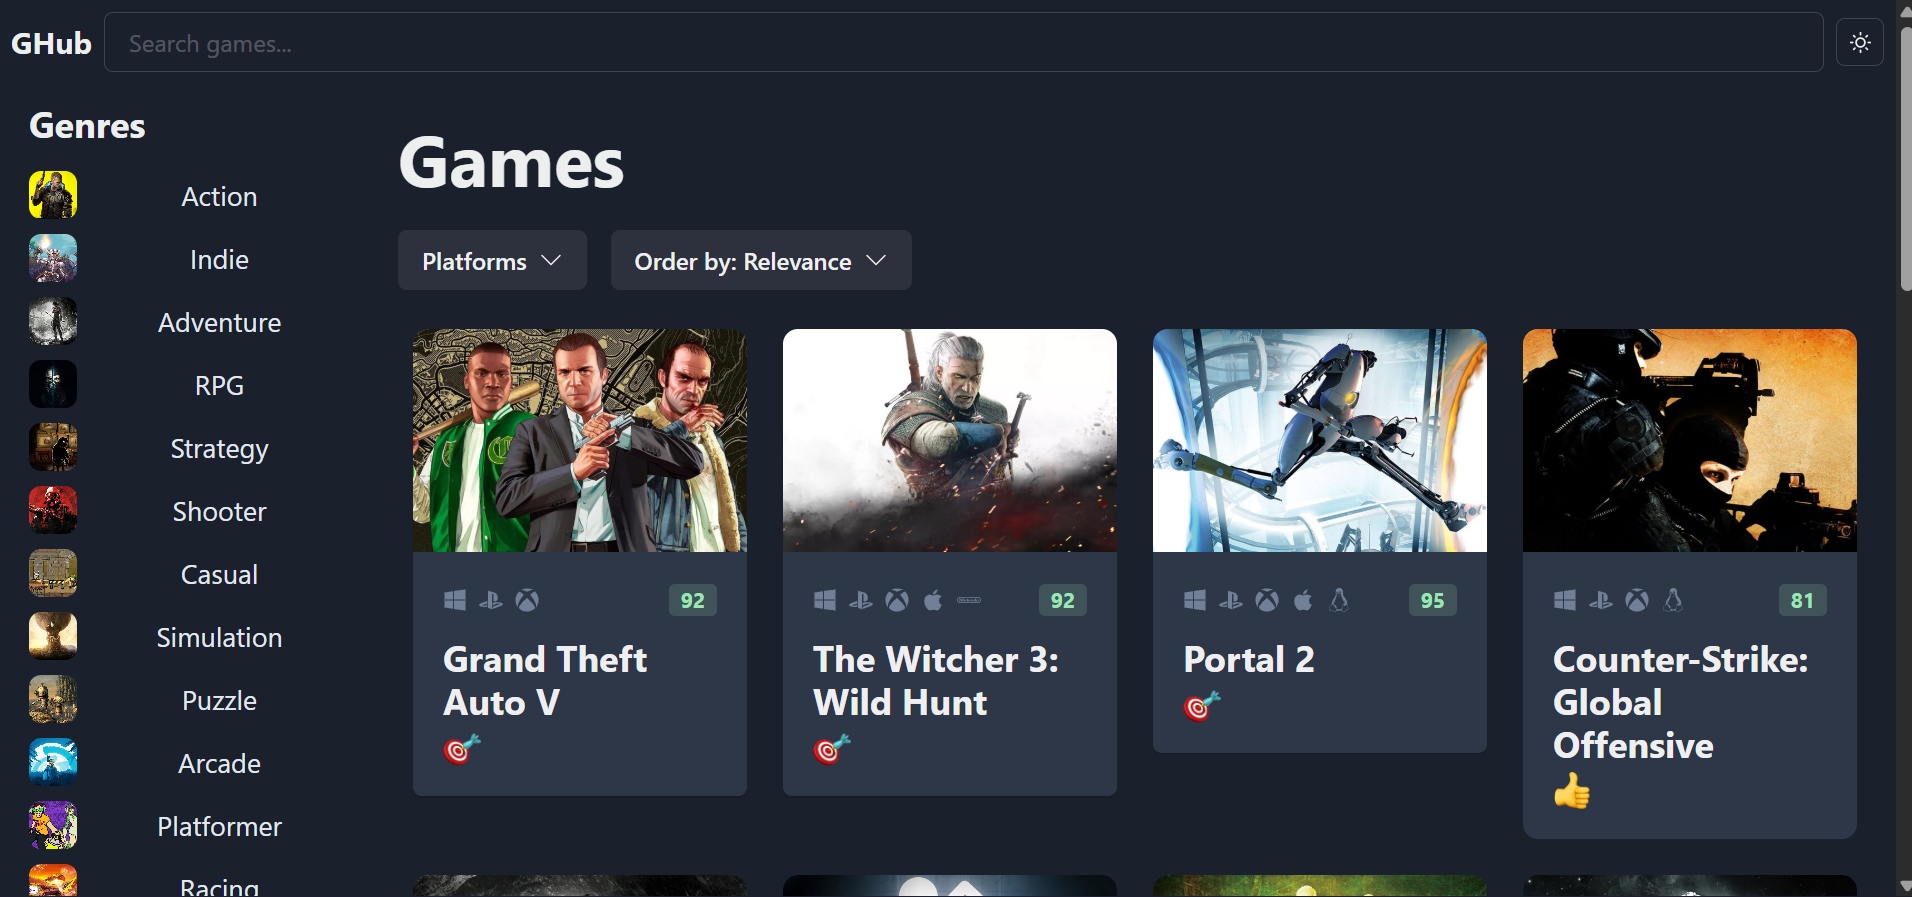 GHub
Search games...
Genres
Action
Indie
Adventure
RPG
Strategy
Shooter
Casual
Simulation
Puzzle
Arcade
Platformer
Racing
Games
Platforms
Order by: Relevance
92
Grand Theft
Auto V
92
The Witcher 3:
Wild Hunt
95
Portal 2
81
Counter-Strike:
Global
Offensive